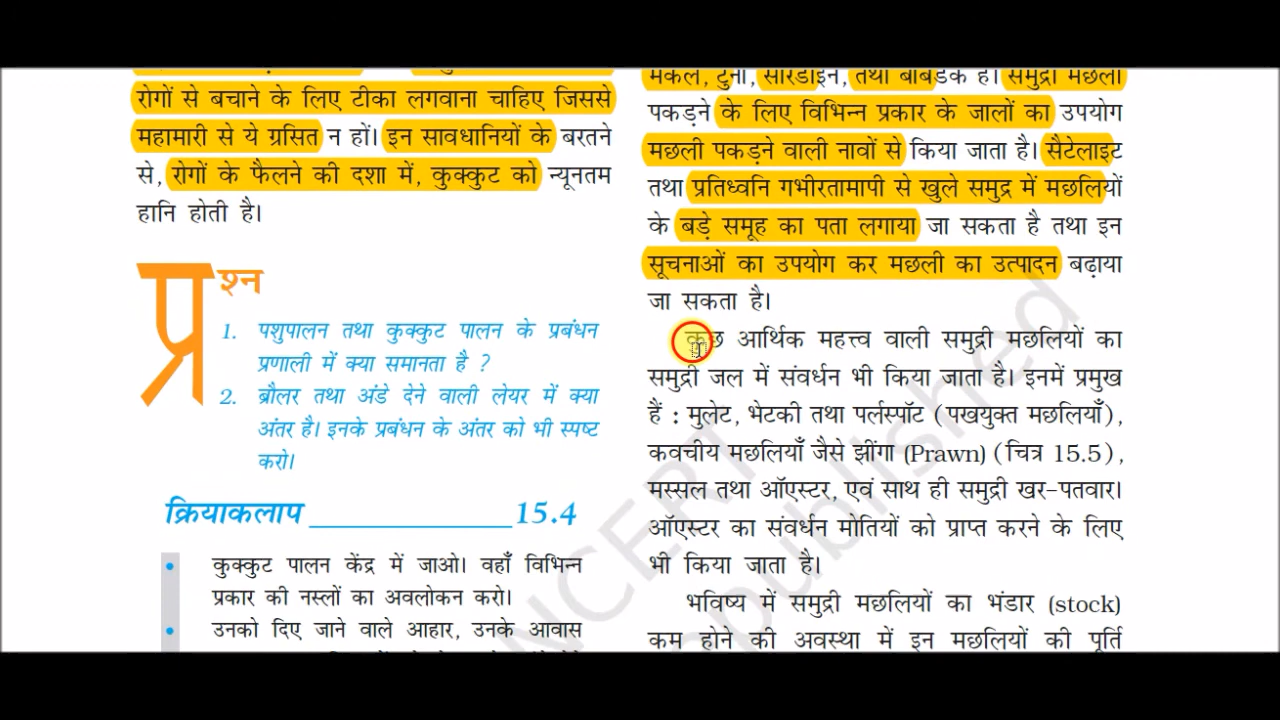 रोगों से बचाने के लिए टीका लगवाना चाहिए जिससे
महामारी से ये ग्रसित न हों। इन सावधानियों के बरतने
से, रोगों के फैलने की दशा में, कुक्कुट को न्यूनतम
हानि होती है।
प्रश्न
1. पशुपालन तथा कुक्कुट पालन के प्रबंधन
प्रणाली में क्या समानता है ?
2. ब्रौलर तथा अंडे देने वाली लेयर में क्या
अंतर है। इनके प्रबंधन के अंतर को भी स्पष्ट
करो।
क्रियाकलाप ____________ 15.4
• कुक्कुट पालन केंद्र में जाओ। वहाँ विभिन्न
प्रकार की नस्लों का अवलोकन करो।
• उनको दिए जाने वाले आहार, उनके आवास
मैकर्ल, टुना, सारडाइन, तथा बांबेडक हैं। समुद्री मछली
पकड़ने के लिए विभिन्न प्रकार के जालों का उपयोग
मछली पकड़ने वाली नावों से किया जाता है। सैटेलाइट
तथा प्रतिध्वनि गभीरतामापी से खुले समुद्र में मछलियों
के बड़े समूह का पता लगाया जा सकता है तथा इन
सूचनाओं का उपयोग कर मछली का उत्पादन बढ़ाया
जा सकता है।
कुछ आर्थिक महत्त्व वाली समुद्री मछलियों का
समुद्री जल में संवर्धन भी किया जाता है। इनमें प्रमुख
हैं : मुलेट, भेटकी तथा पर्लस्पॉट (पखयुक्त मछलियाँ),
कवचीय मछलियाँ जैसे झींगा (Prawn) (चित्र 15.5),
मस्सल तथा ऑएस्टर, एवं साथ ही समुद्री खर-पतवार।
ऑएस्टर का संवर्धन मोतियों को प्राप्त करने के लिए
भी किया जाता है।
भविष्य में समुद्री मछलियों का भंडार (stock)
कम होने की अवस्था में इन मछलियों की पूर्ति
NCERT
published